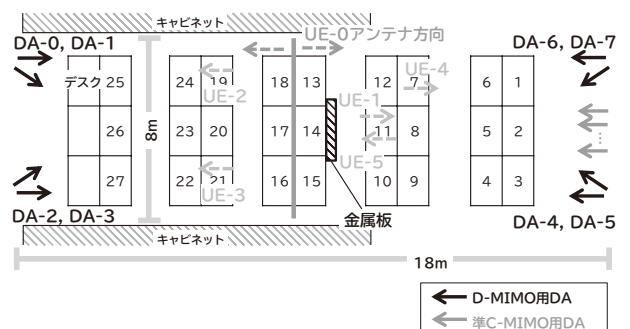 キャビネット
DA-0, DA-1
UE-0アンテナ方向
DA-6, DA-7
デスク 25
24 19
18 13
12 7
UE-4
6 1
UE-2
UE-1
8m
26
23 20
17 14
11 8
5 2
UE-5
27
22 21
UE-3
16 15
10 9
4 3
DA-2, DA-3
金属板
DA-4, DA-5
キャビネット
18m
D-MIMO用DA
準C-MIMO用DA